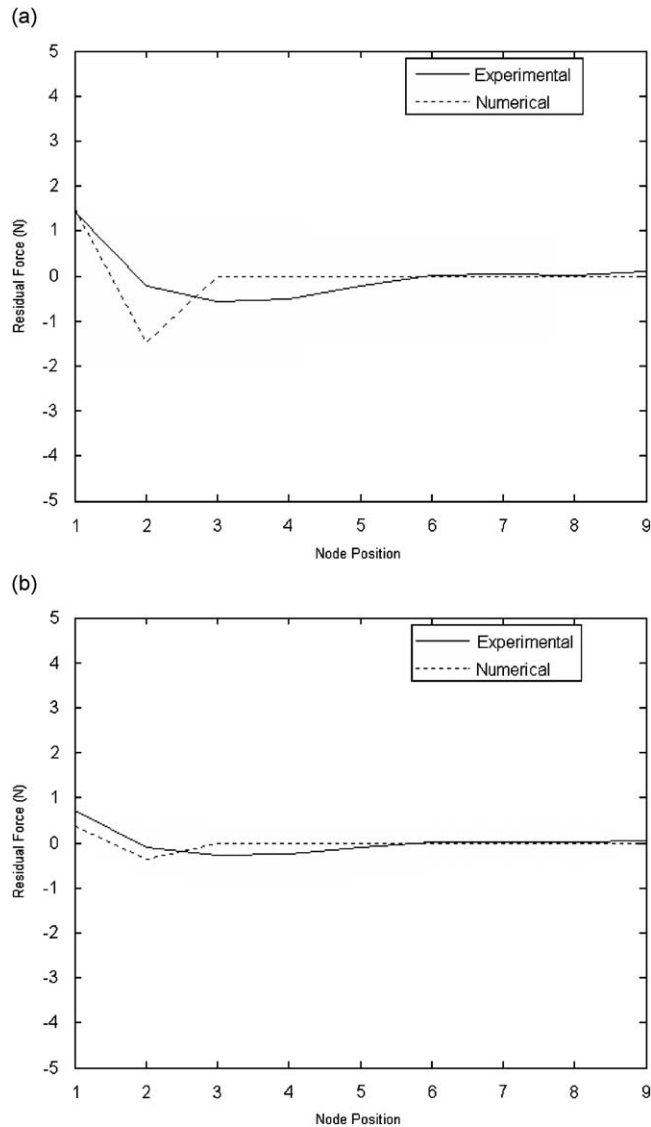 (a)
5
4
3
2
1
0
-1
-2
-3
-4
-5
Residual Force (N)
Experimental
Numerical
1 2 3 4 5 6 7 8 9
Node Position
(b)
5
4
3
2
1
0
-1
-2
-3
-4
-5
Residual Force (N)
Experimental
Numerical
1 2 3 4 5 6 7 8 9
Node Position